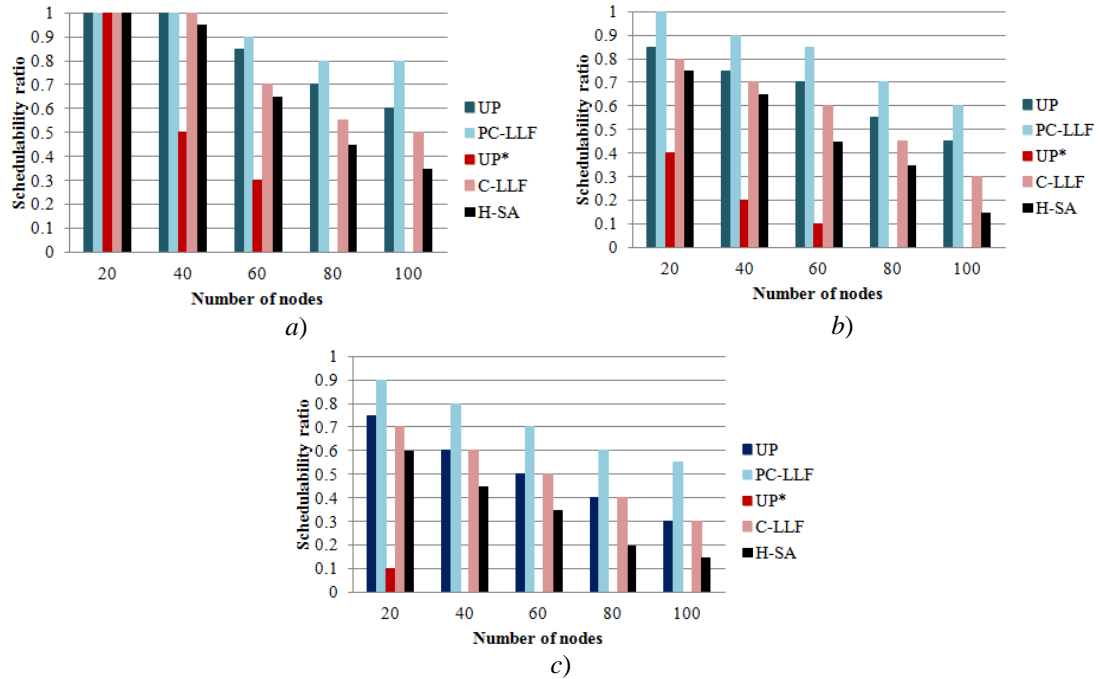 Schedulability ratio
1
0.9
0.8
0.7
0.6
0.5
0.4
0.3
0.2
0.1
0
20 40 60 80 100
Number of nodes
UP
PC-LLF
UP*
C-LLF
H-SA
a)
Schedulability ratio
1
0.9
0.8
0.7
0.6
0.5
0.4
0.3
0.2
0.1
0
20 40 60 80 100
Number of nodes
UP
PC-LLF
UP*
C-LLF
H-SA
b)
Schedulability ratio
1
0.9
0.8
0.7
0.6
0.5
0.4
0.3
0.2
0.1
0
20 40 60 80 100
Number of nodes
UP
PC-LLF
UP*
C-LLF
H-SA
c)